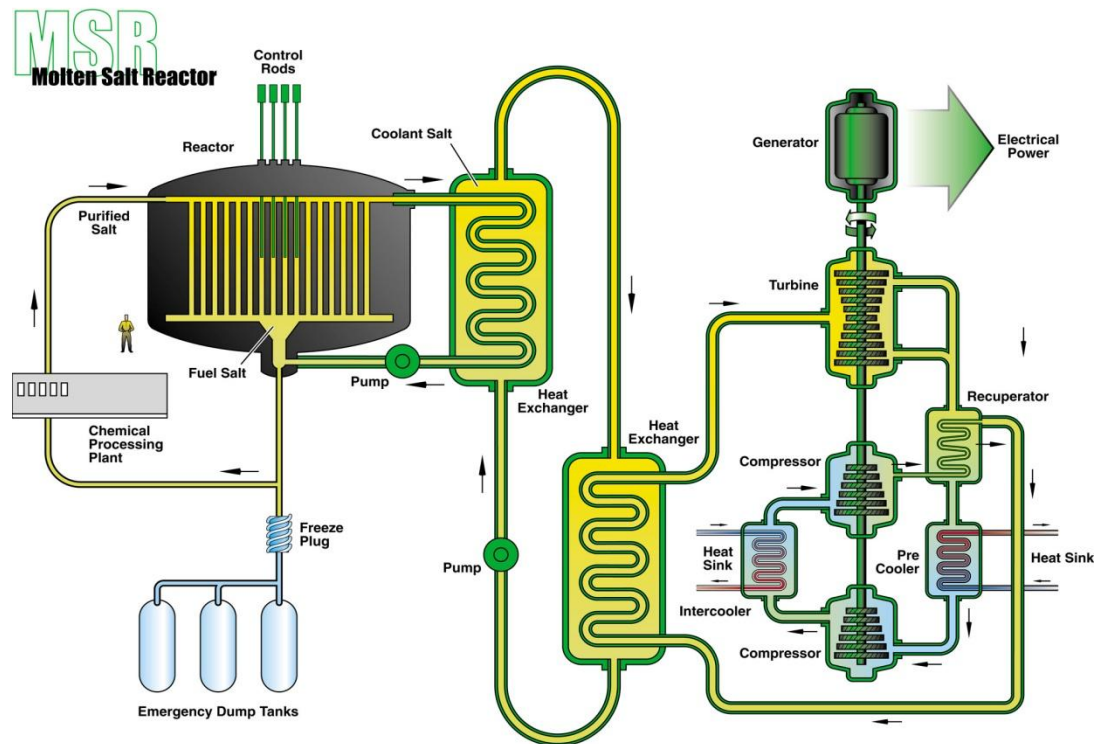 MSR
Molten Salt Reactor
Control
Rods
Reactor
Coolant Salt
Purified
Salt
Fuel Salt
Pump
Heat
Exchanger
Chemical
Processing
Plant
Freeze
Plug
Emergency Dump Tanks
Pump
Heat
Exchanger
Generator
Electrical
Power
Turbine
Recuperator
Compressor
Heat
Sink
Pre
Cooler
Heat Sink
Intercooler
Compressor